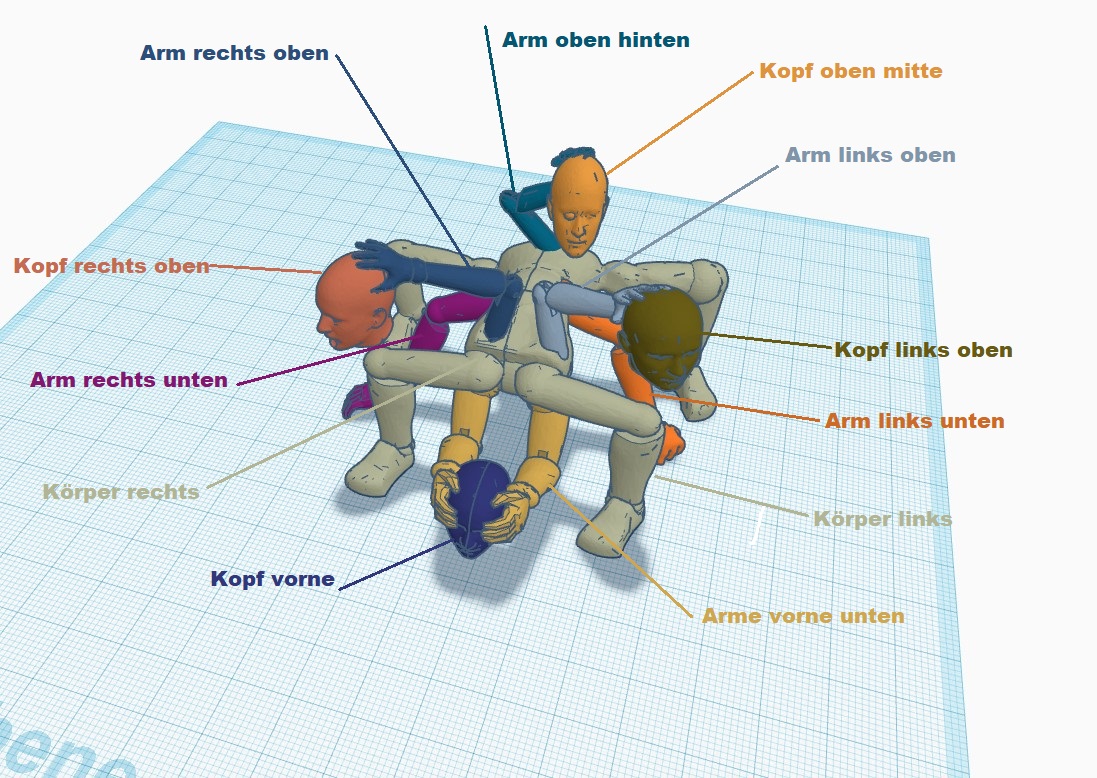 Arm oben hinten
Arm rechts oben
Kopf oben mitte
Arm links oben
Kopf rechts oben
Kopf links oben
Arm rechts unten
Arm links unten
Körper rechts
Körper links
Kopf vorne
Arme vorne unten